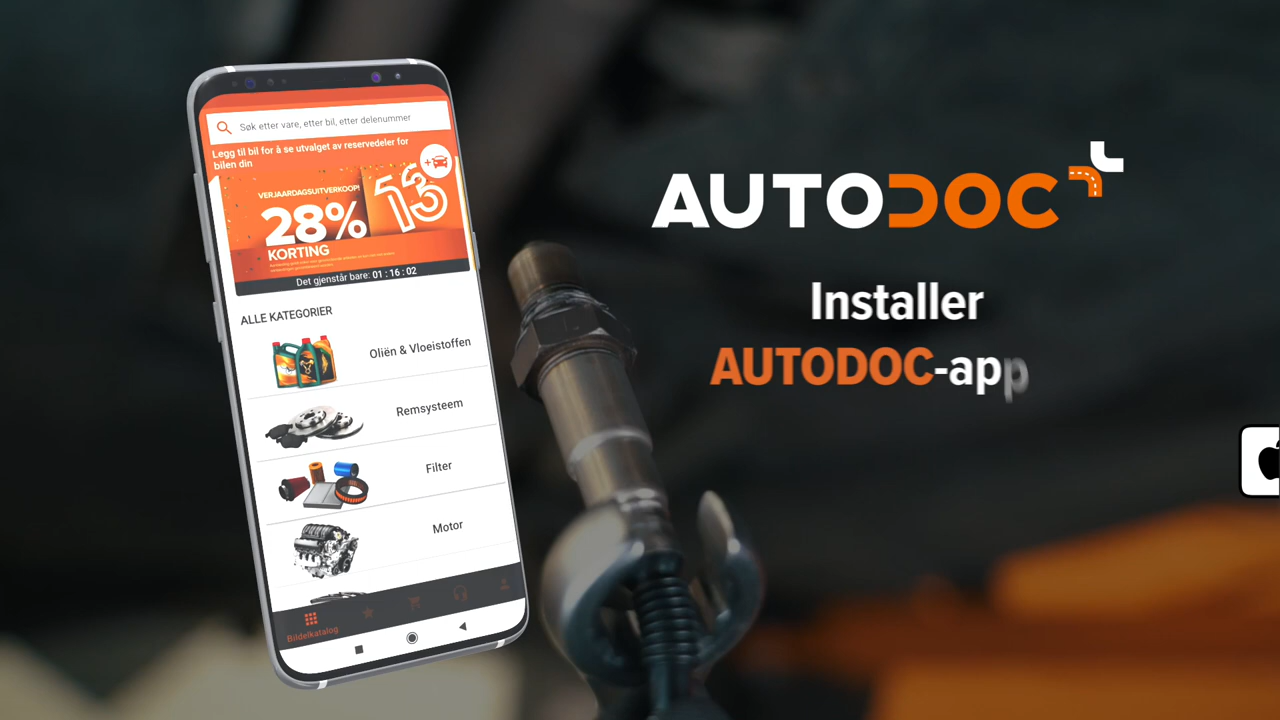 Søk etter vare, etter bil, etter delenummer
Legg til bil for å se utvalget av reservedeler for
bilen din
VERJAARDAGSUITVERKOOP!
28%
13
KORTING
Det gjenstår bare: 01 : 16 : 02
ALLE KATEGORIER
Oliën & Vloeistoffen
Remsysteem
Filter
Motor
Bildelkatalog
AUTODOC
Installer
AUTODOC-app